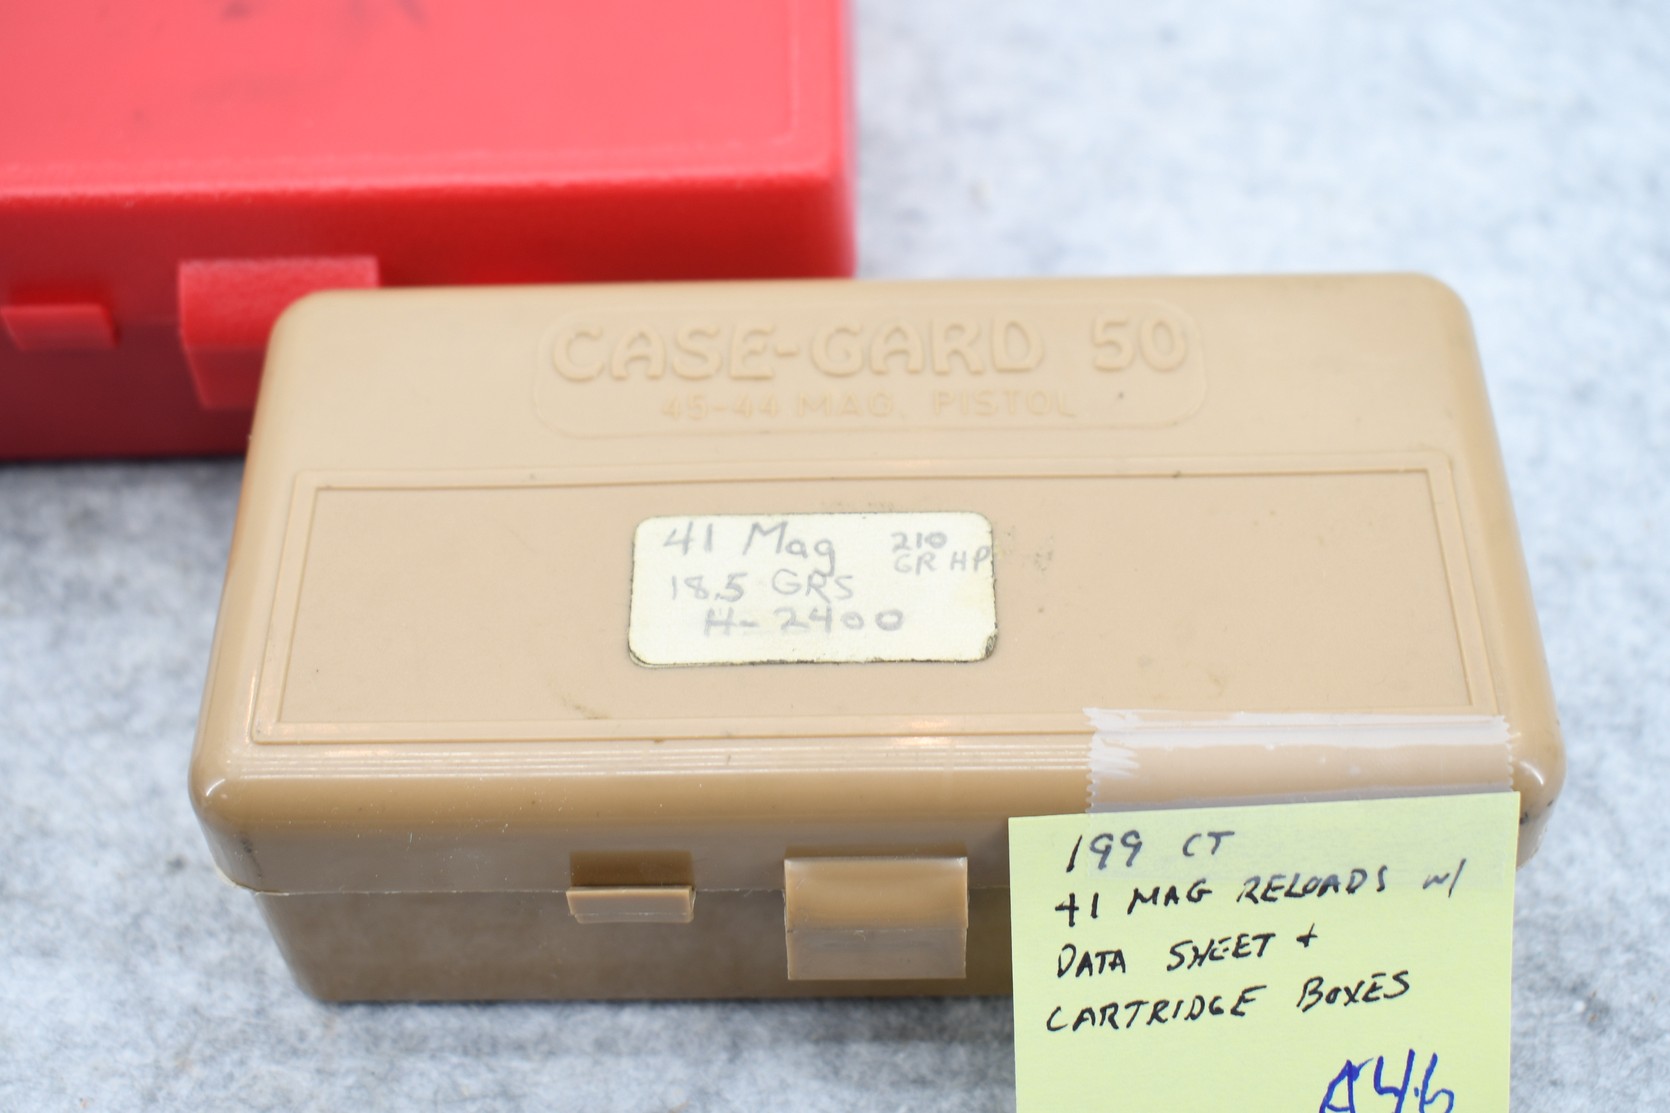 CASE-GARD 50
45-44 MAG. PISTOL
41 Mag 210
GR HP
18.5 GRS
H-2400
199 CT
41 MAG RELOADS w/
DATA SHEET +
CARTRIDGE BOXES
A46